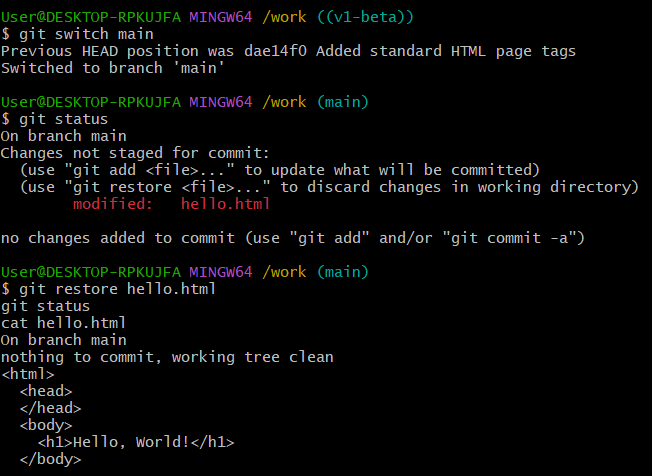 User@DESKTOP-RPKUJFA MINGW64 /work ((v1-beta))
$ git switch main
Previous HEAD position was dae14f0 Added standard HTML page tags
Switched to branch 'main'

User@DESKTOP-RPKUJFA MINGW64 /work (main)
$ git status
On branch main
Changes not staged for commit:
  (use "git add <file>..." to update what will be committed)
  (use "git restore <file>..." to discard changes in working directory)
        modified:   hello.html

no changes added to commit (use "git add" and/or "git commit -a")

User@DESKTOP-RPKUJFA MINGW64 /work (main)
$ git restore hello.html
git status
cat hello.html
On branch main
nothing to commit, working tree clean
<html>
  <head>
  </head>
  <body>
    <h1>Hello, World!</h1>
  </body>